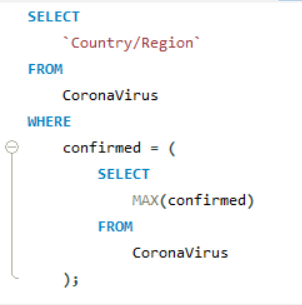 SELECT
`Country/Region`
FROM
CoronaVirus
WHERE
confirmed = (
SELECT
MAX(confirmed)
FROM
CoronaVirus
);